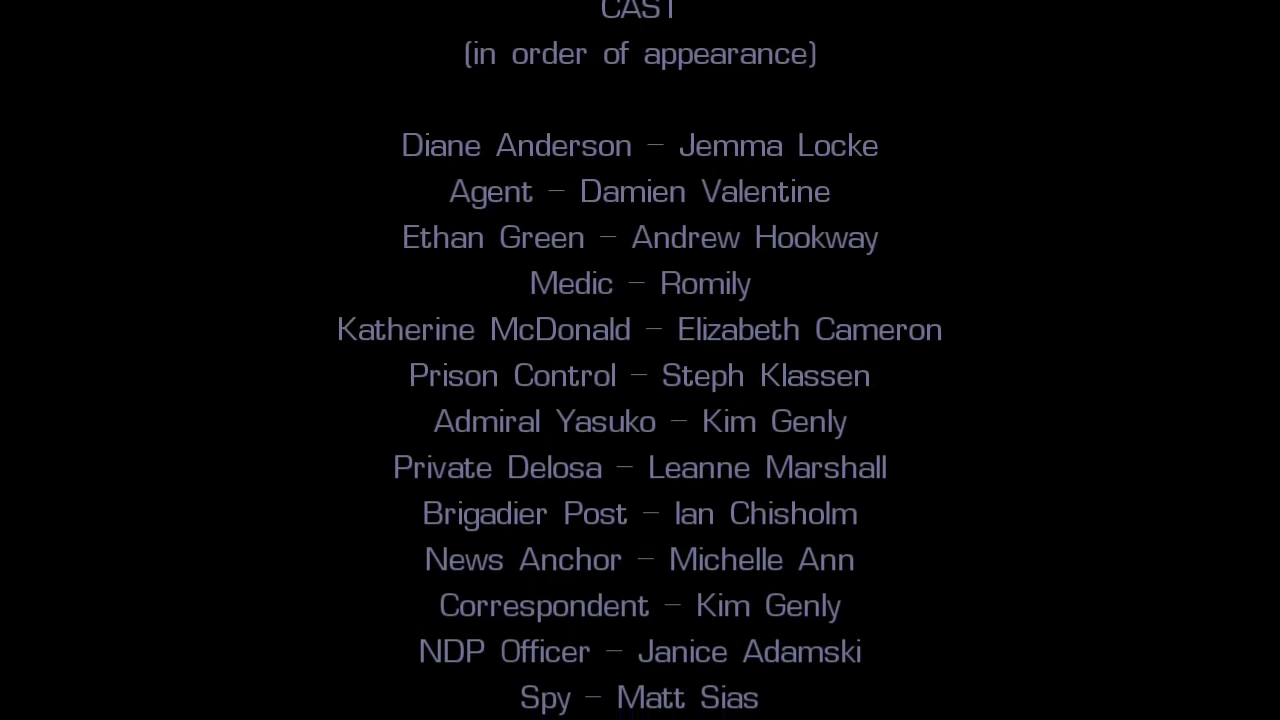 CAST
(in order of appearance)
Diane Anderson – Jemma Locke
Agent – Damien Valentine
Ethan Green – Andrew Hookway
Medic – Romily
Katherine McDonald – Elizabeth Cameron
Prison Control – Steph Klassen
Admiral Yasuko – Kim Genly
Private Delosa – Leanne Marshall
Brigadier Post – Ian Chisholm
News Anchor – Michelle Ann
Correspondent – Kim Genly
NDP Officer – Janice Adamski
Spy – Matt Sias